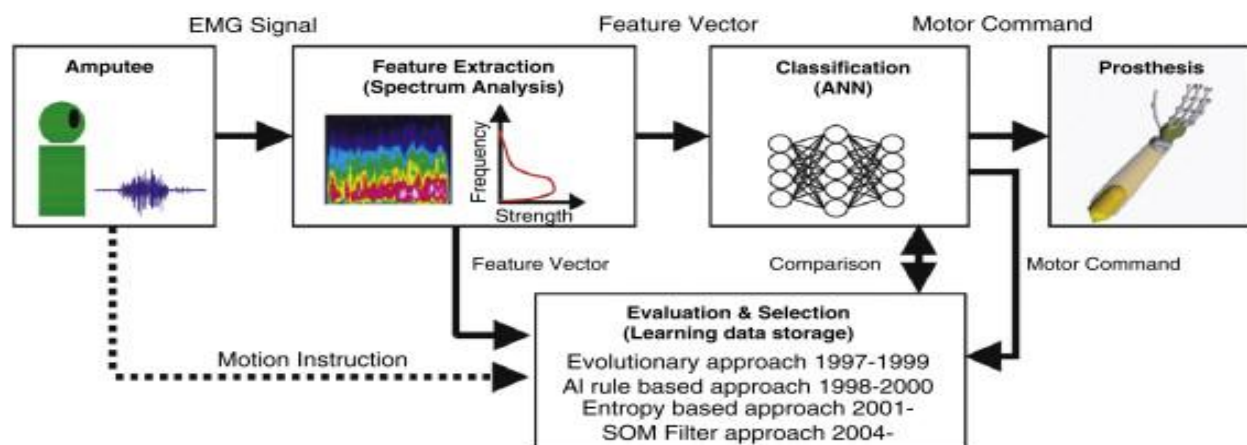 EMG Signal
Feature Vector
Motor Command
Amputee
Feature Extraction
(Spectrum Analysis)
Frequency
Strength
Classification
(ANN)
Prosthesis
Feature Vector
Comparison
Motor Command
Motion Instruction
Evaluation & Selection
(Learning data storage)
Evolutionary approach 1997-1999
AI rule based approach 1998-2000
Entropy based approach 2001-
SOM Filter approach 2004-